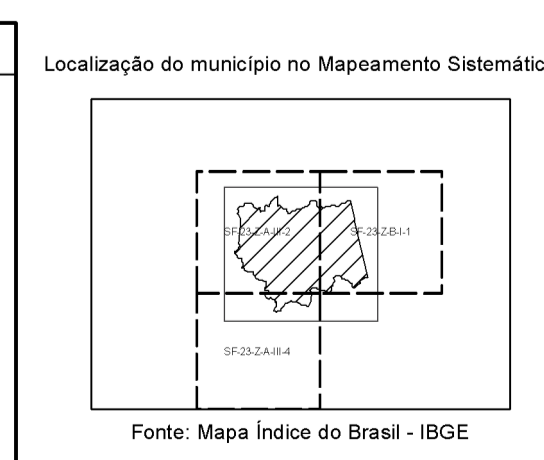 Localização do município no Mapeamento Sistemátic
SF-23-Z-A-III-2
SF-23-Z-B-I-1
SF-23-Z-A-III-4
Fonte: Mapa Índice do Brasil - IBGE